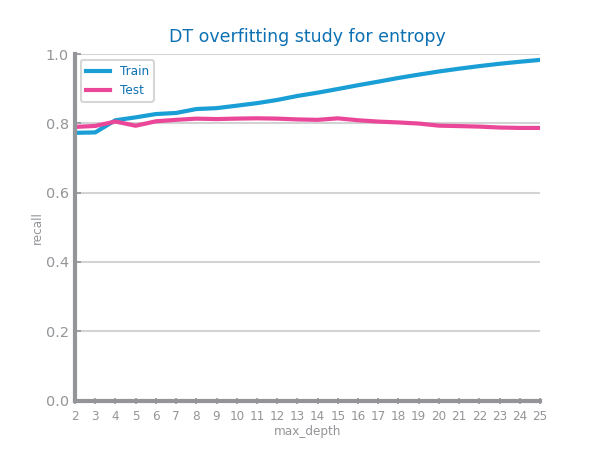 DT overfitting study for entropy
1.0
Train
Test
0.8
0.6
recall
0.4
0.2
0.0
2 3 4 5 6 7 8 9 10 11 12 13 14 15 16 17 18 19 20 21 22 23 24 25
max_depth